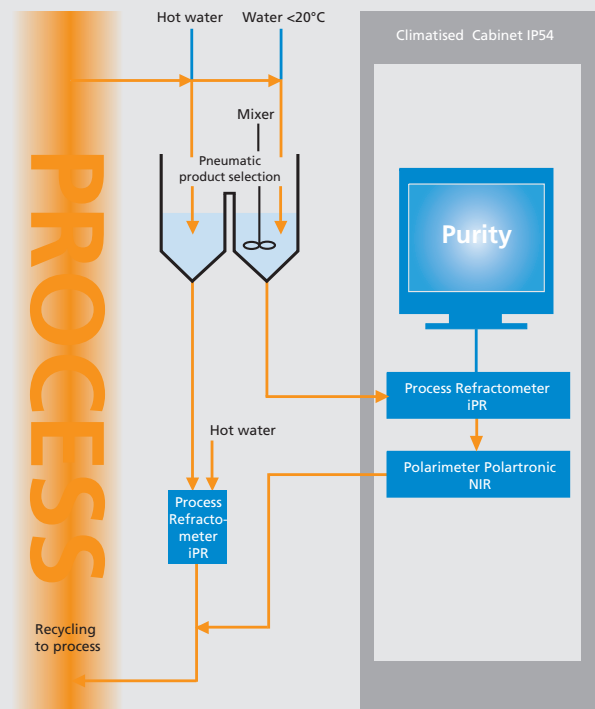 Hot water
Water <20°C
Climatised Cabinet IP54
Mixer
Pneumatic
product selection
PROCESS
Purity
Process Refractometer
iPR
Hot water
Polarimeter Polartronic
NIR
Process
Refracto-
meter
iPR
Recycling
to process